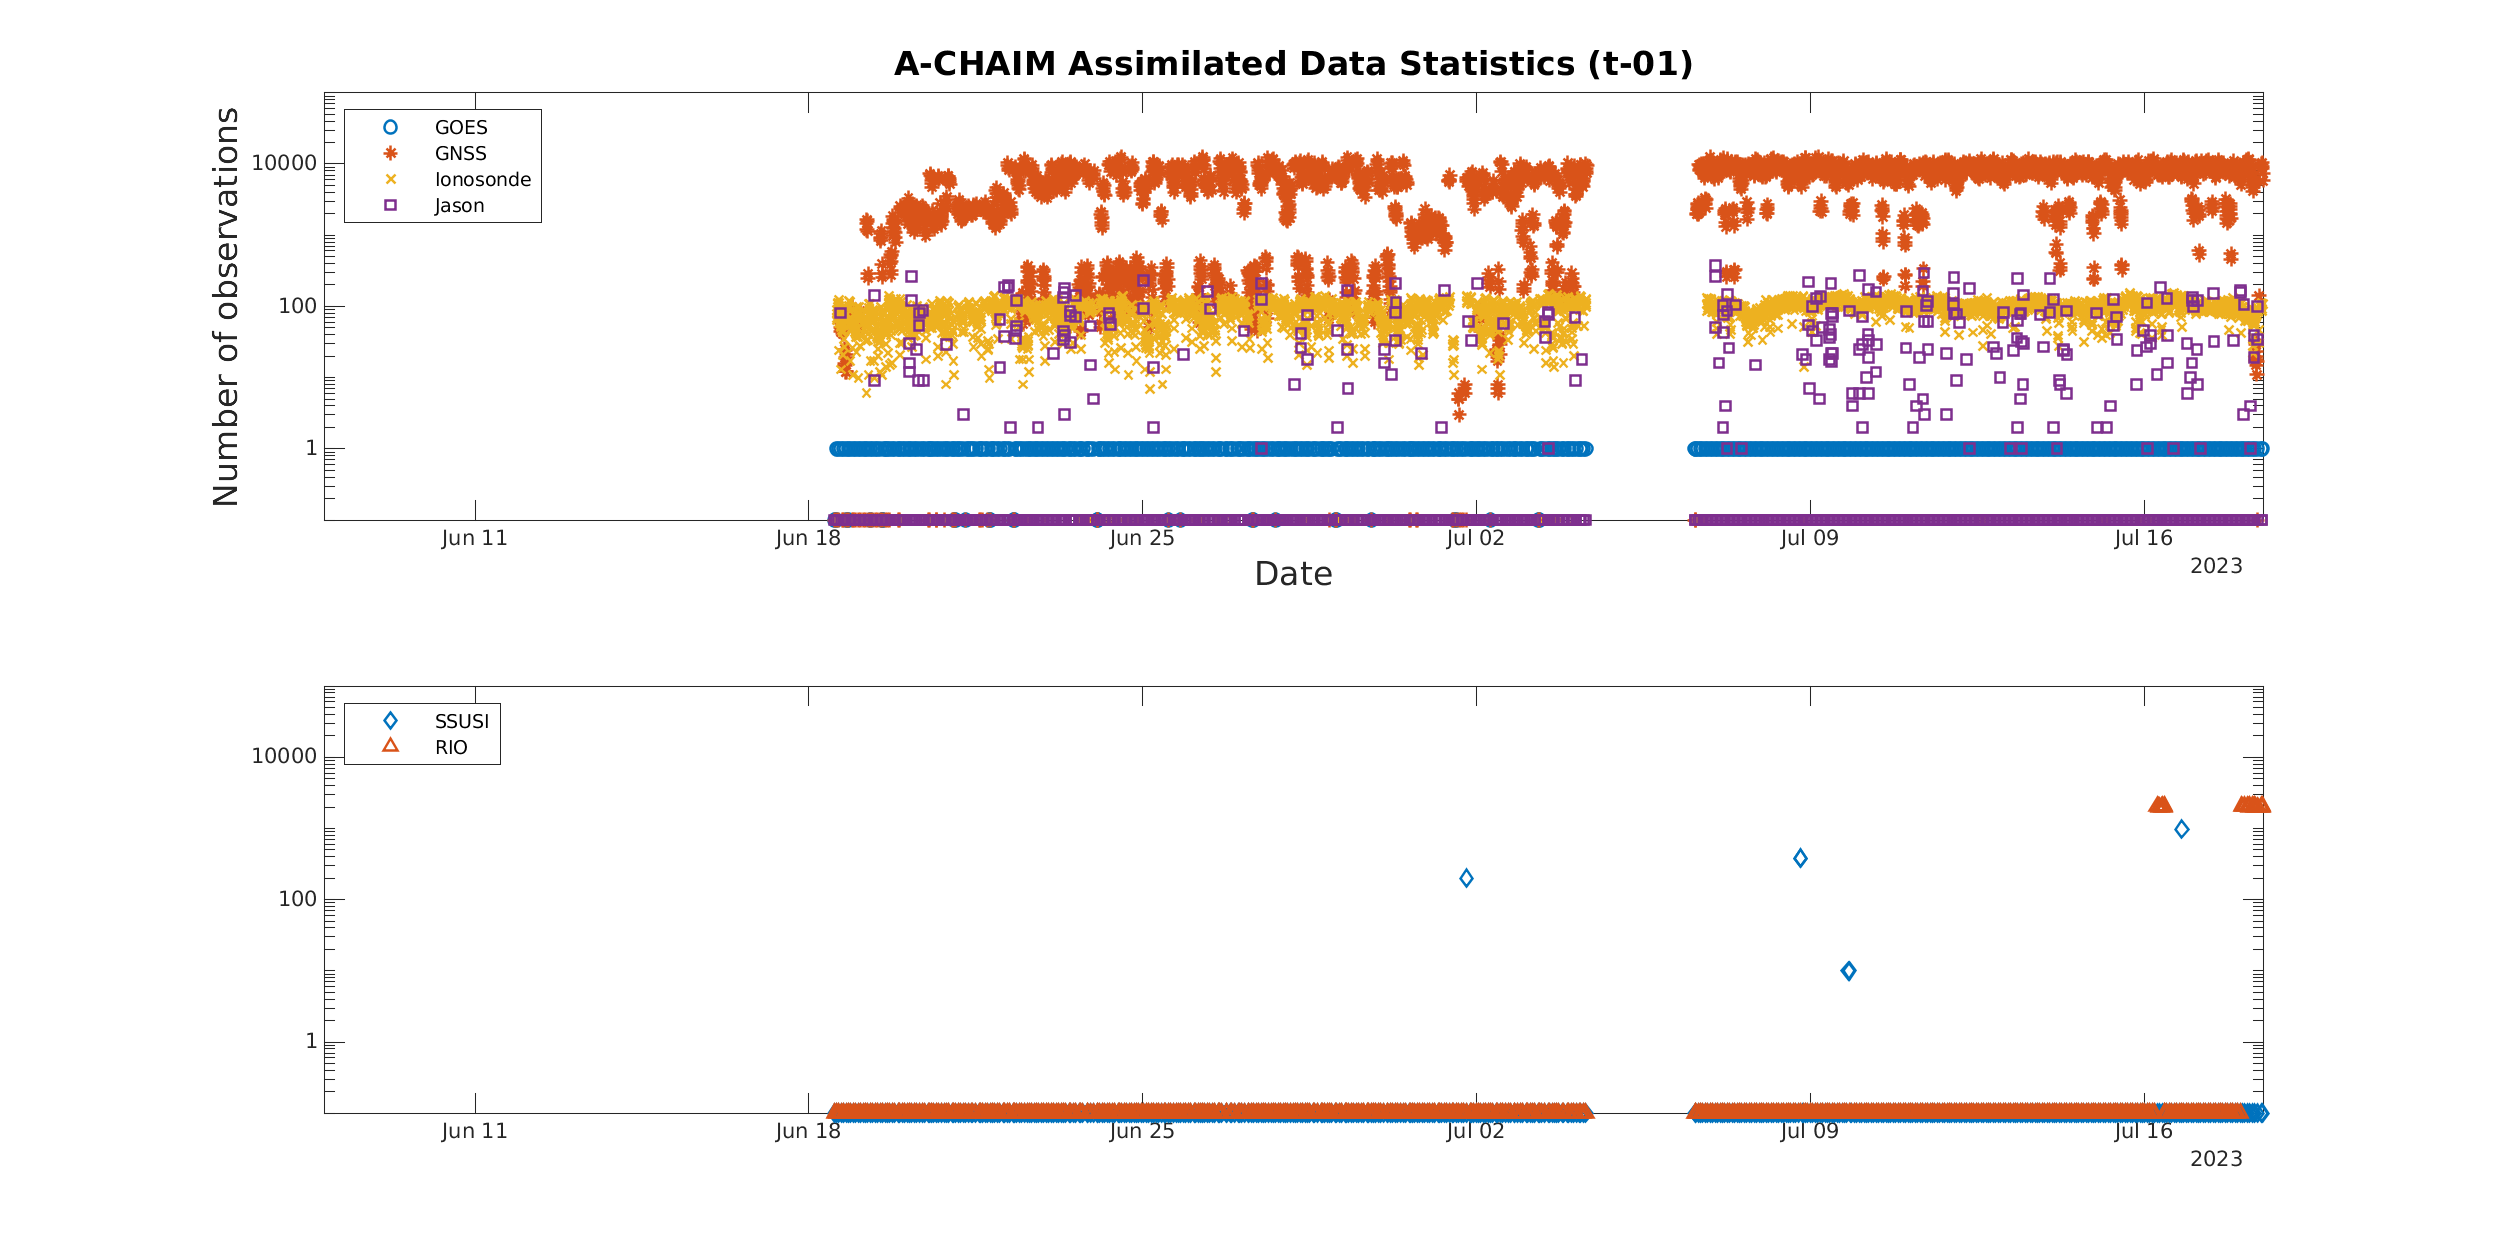 A-CHAIM Assimilated Data Statistics (t-01)
Number of observations
10000
100
1
GOES
GNSS
Ionosonde
Jason
Jun 11
Jun 18
Jun 25
Jul 02
Jul 09
Jul 16
2023
Date
10000
100
1
SSUSI
RIO
Jun 11
Jun 18
Jun 25
Jul 02
Jul 09
Jul 16
2023